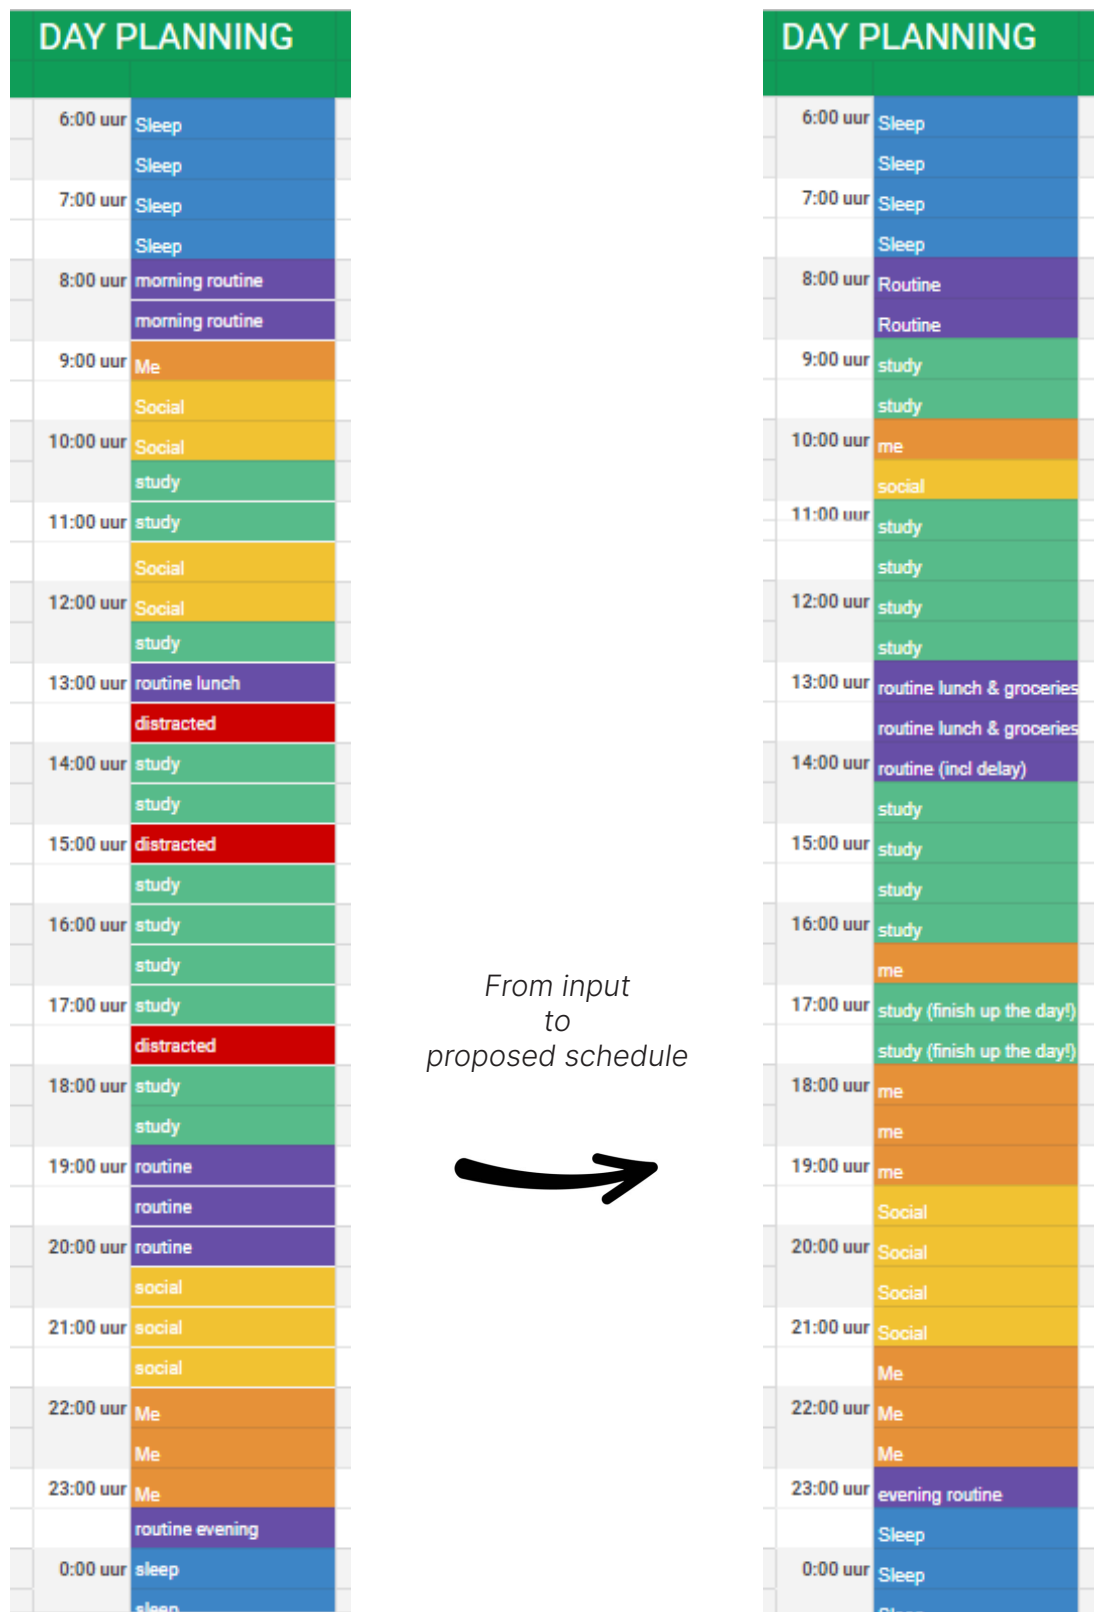 DAY PLANNING
6:00 uur Sleep
Sleep
7:00 uur Sleep
Sleep
8:00 uur morning routine
morning routine
9:00 uur Me
Social
10:00 uur Social
study
11:00 uur study
Social
12:00 uur Social
study
13:00 uur routine lunch
distracted
14:00 uur study
study
15:00 uur distracted
study
16:00 uur study
study
17:00 uur study
distracted
18:00 uur study
study
19:00 uur routine
routine
20:00 uur routine
social
21:00 uur social
social
22:00 uur Me
Me
23:00 uur Me
routine evening
0:00 uur sleep
sleep
From input
to
proposed schedule
DAY PLANNING
6:00 uur Sleep
Sleep
7:00 uur Sleep
Sleep
8:00 uur Routine
Routine
9:00 uur study
study
10:00 uur me
social
11:00 uur study
study
12:00 uur study
study
13:00 uur routine lunch & groceries
routine lunch & groceries
14:00 uur routine (incl delay)
study
15:00 uur study
study
16:00 uur study
me
17:00 uur study (finish up the day!)
study (finish up the day!)
18:00 uur me
me
19:00 uur me
Social
20:00 uur Social
Social
21:00 uur Social
Me
22:00 uur Me
Me
23:00 uur evening routine
Sleep
0:00 uur Sleep